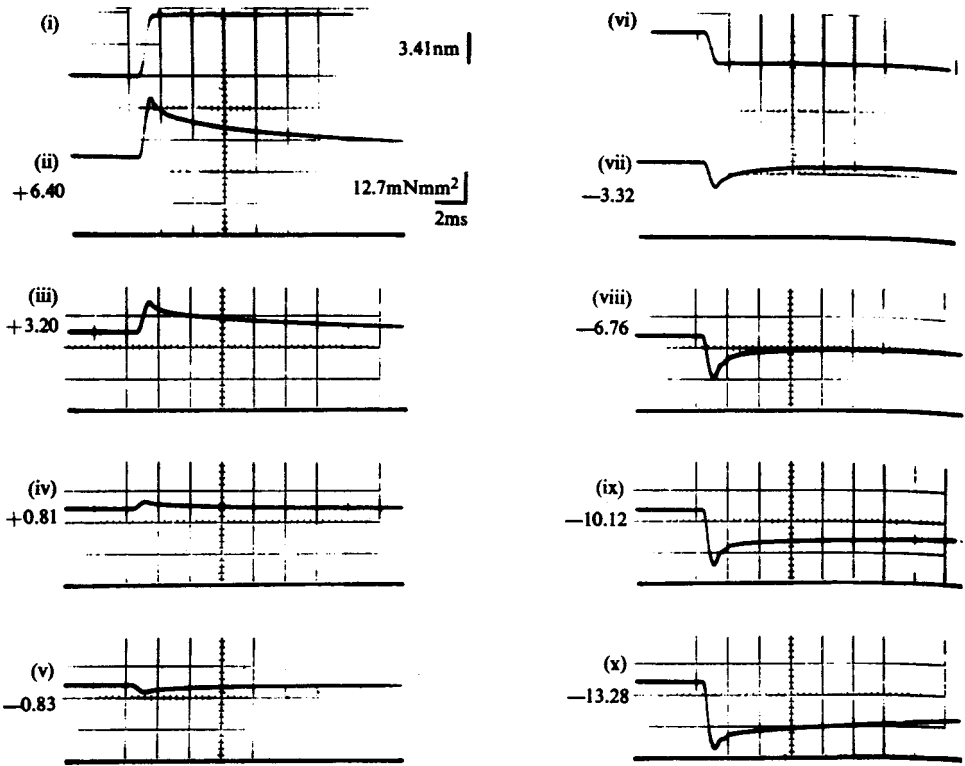 (i)
3.41nm
(ii)
+6.40
12.7mNmm²
2ms
(iii)
+3.20
(iv)
+0.81
(v)
—0.83
(vi)
(vii)
—3.32
(viii)
—6.76
(ix)
—10.12
(x)
—13.28